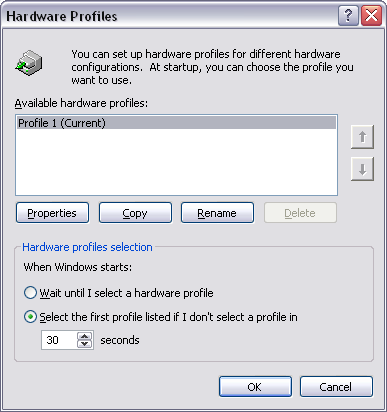 Hardware Profiles
You can set up hardware profiles for different hardware
configurations. At startup, you can choose the profile you
want to use.
Available hardware profiles:
Profile 1 (Current)
Properties
Copy
Rename
Delete
Hardware profiles selection
When Windows starts:
Wait until I select a hardware profile
Select the first profile listed if I don't select a profile in
30 seconds
OK
Cancel